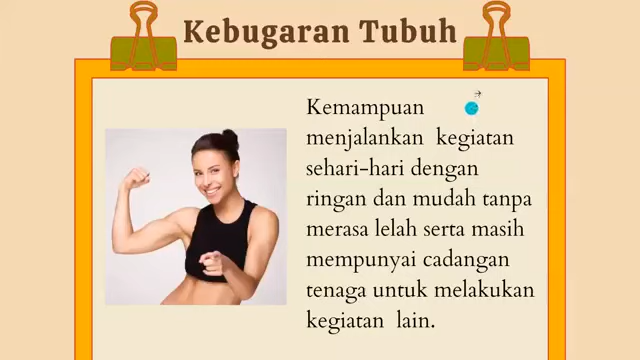 Kebugaran Tubuh
Kemampuan
menjalankan kegiatan
sehari-hari dengan
ringan dan mudah tanpa
merasa lelah serta masih
mempunyai cadangan
tenaga untuk melakukan
kegiatan lain.